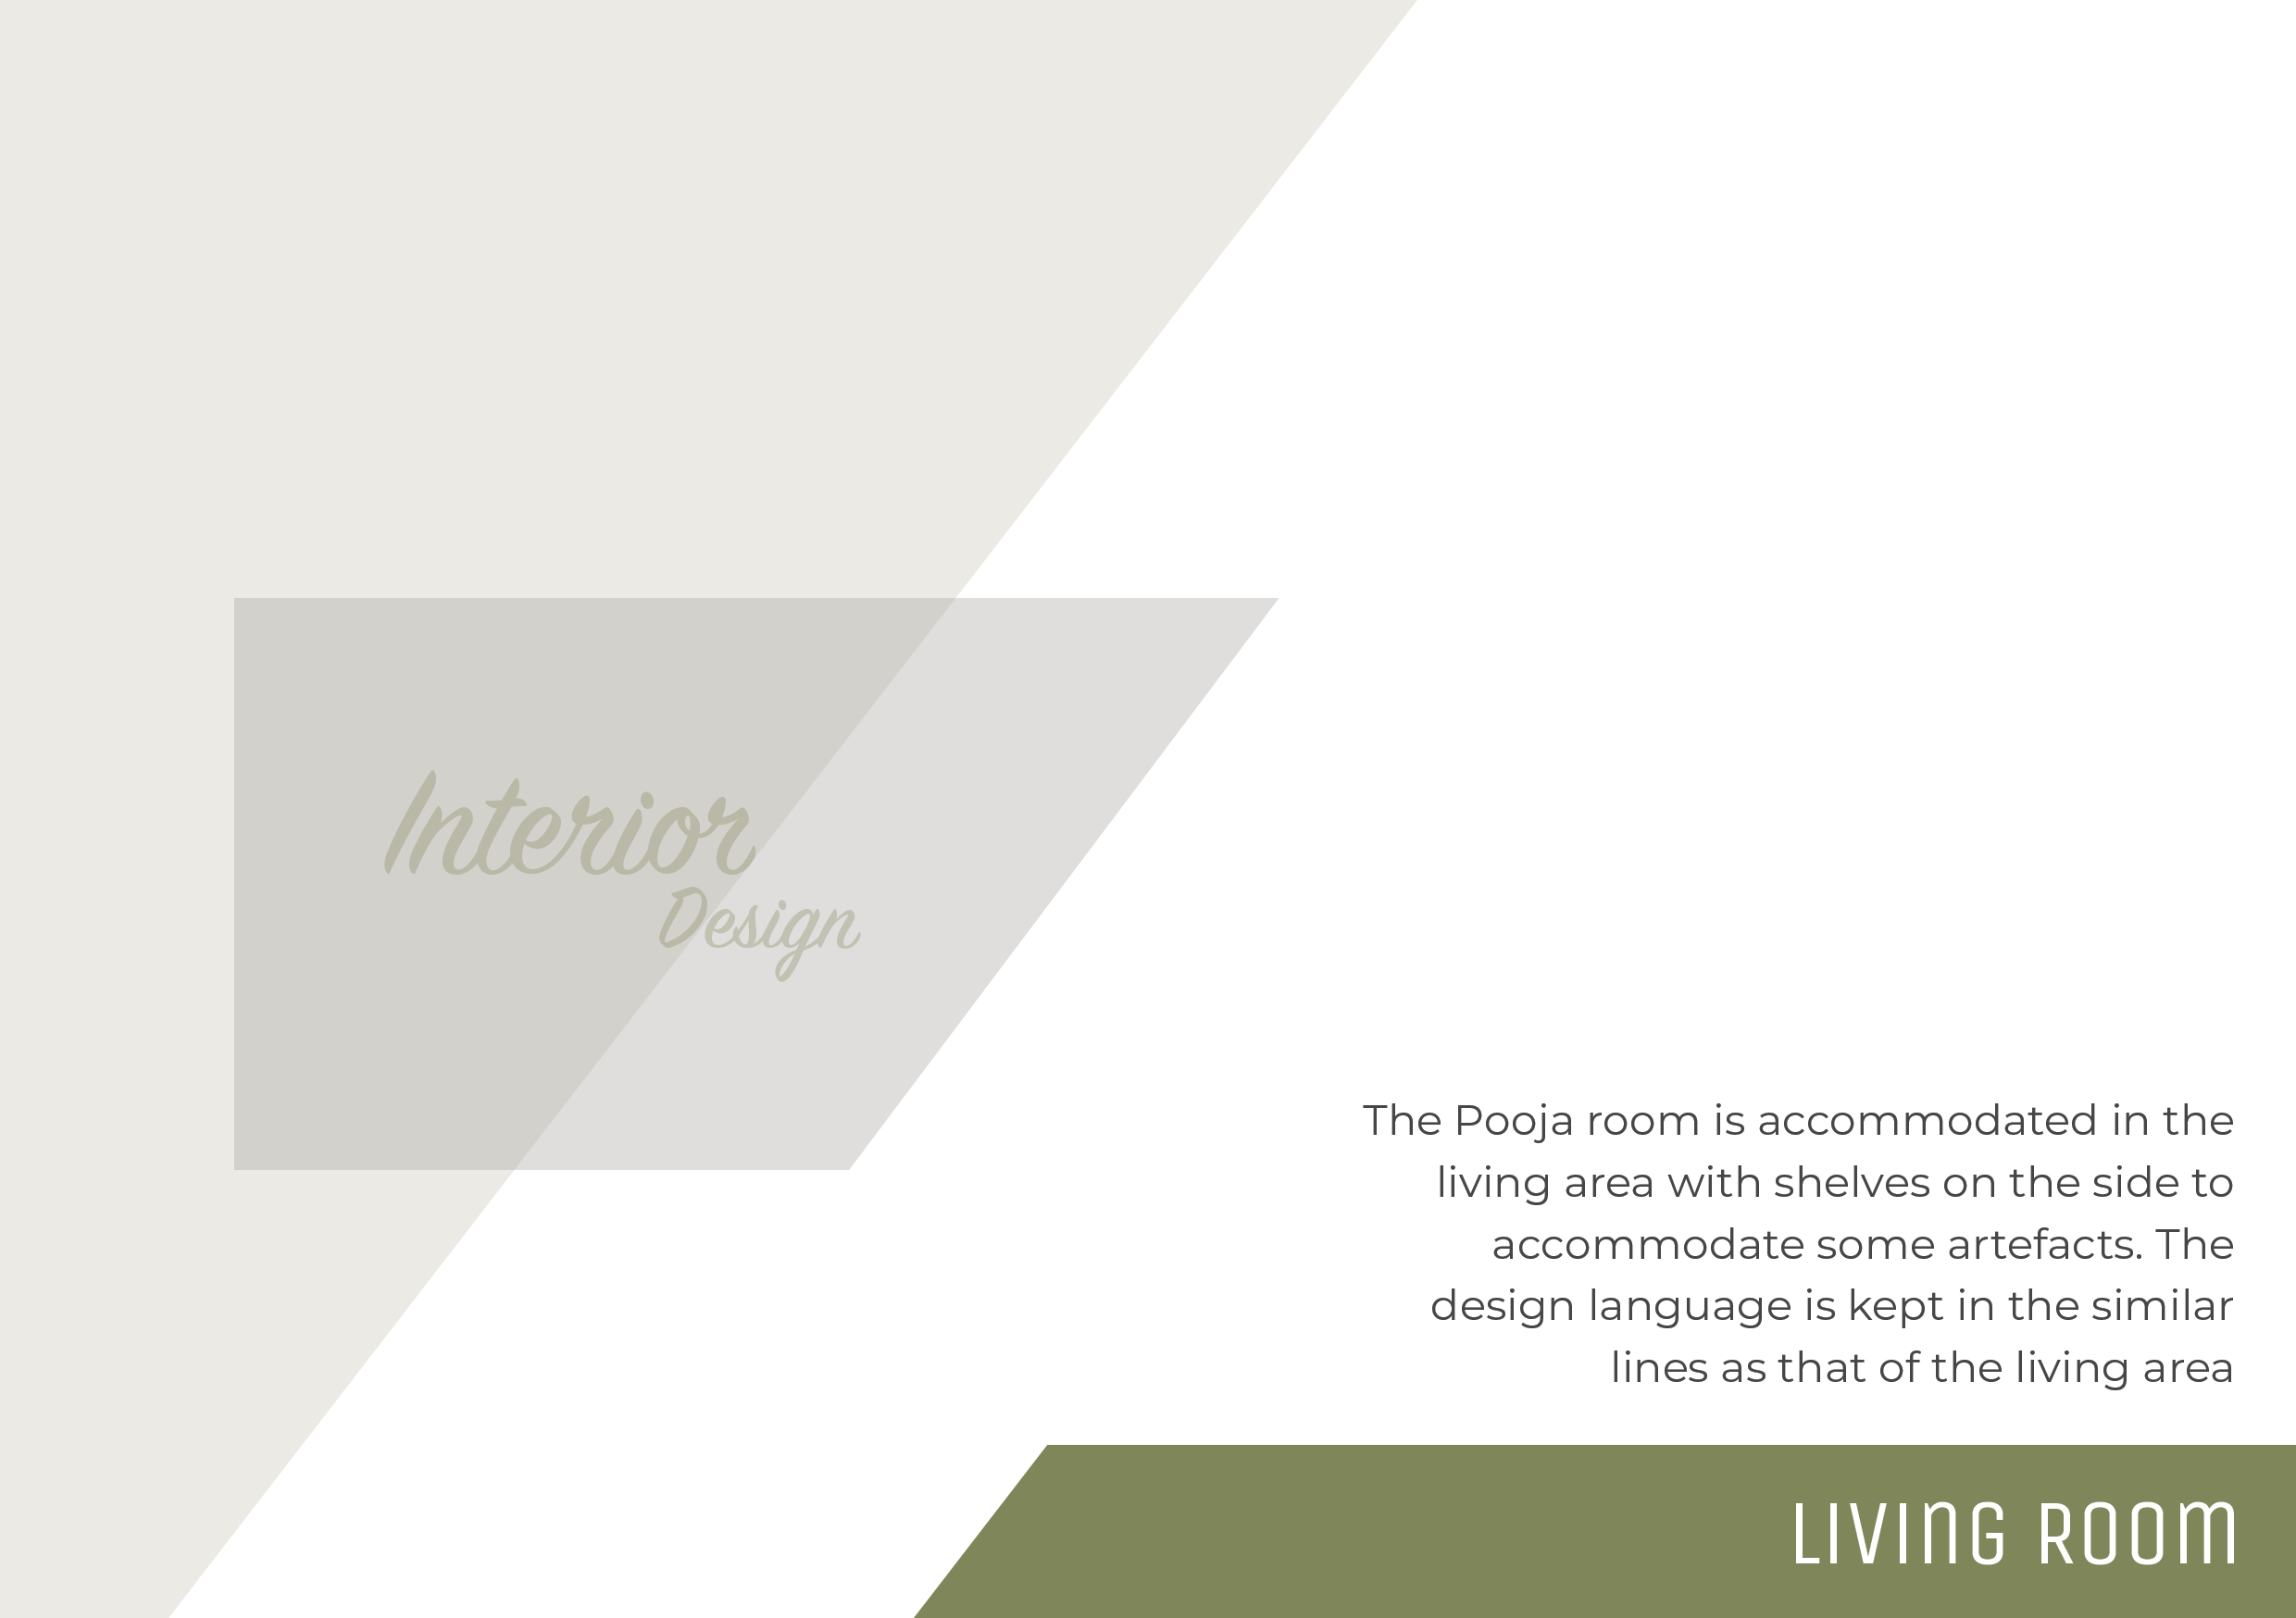 Interior
Design
The Pooja room is accommodated in the
living area with shelves on the side to
accommodate some artefacts. The
design language is kept in the similar
lines as that of the living area
LIVING ROOM